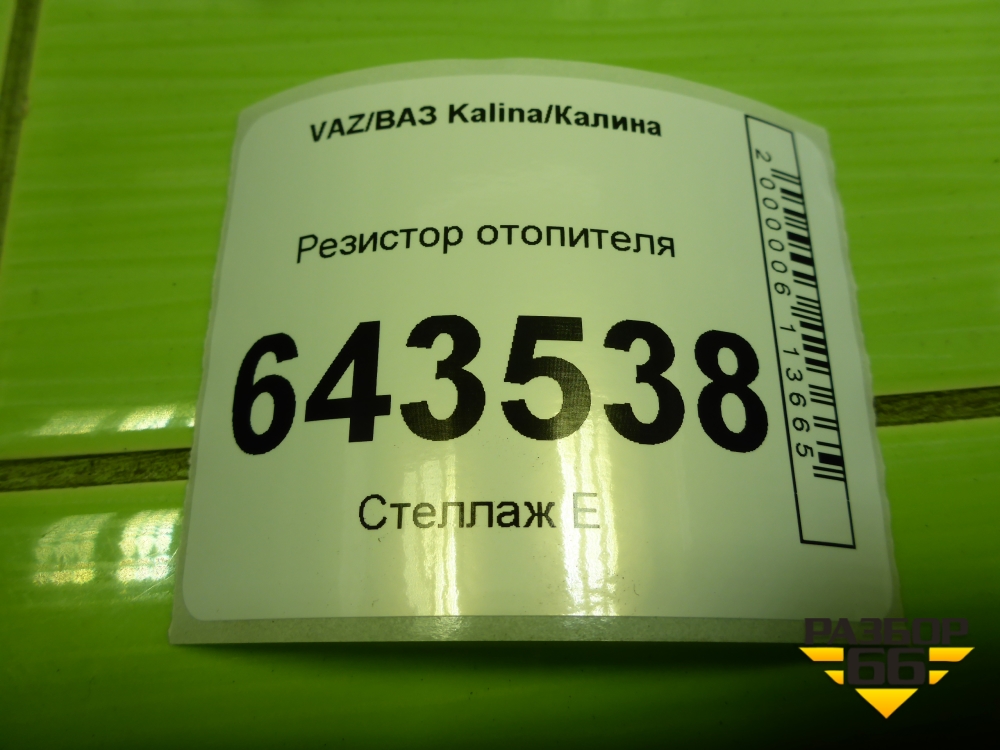 VAZ/ВАЗ Kalina/Калина
Резистор отопителя
643538
Стеллаж E
2000006113665
РАЗБОР
66